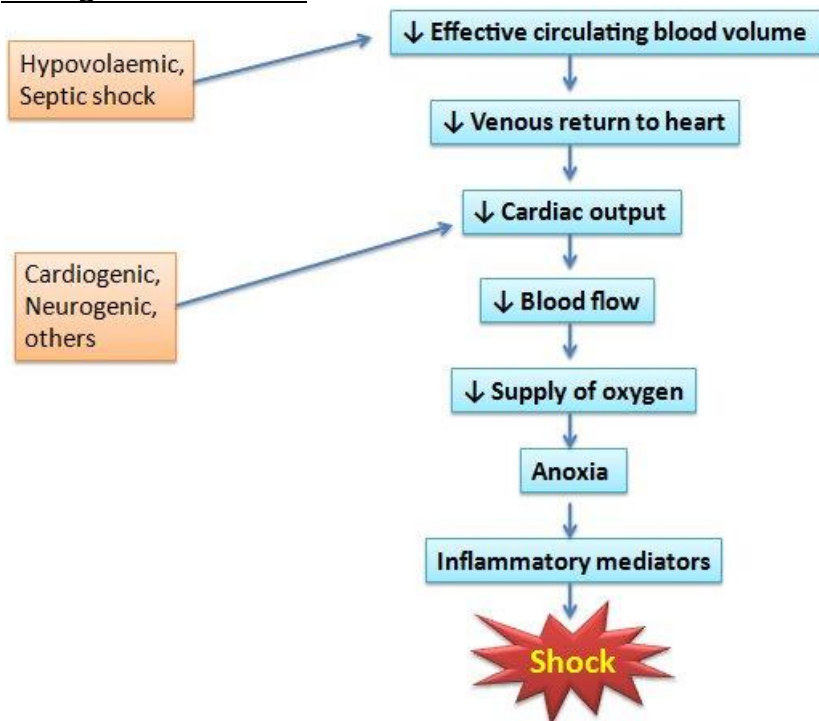 ↓ Effective circulating blood volume
Hypovolaemic,
Septic shock
↓ Venous return to heart
↓ Cardiac output
Cardiogenic,
Neurogenic,
others
↓ Blood flow
↓ Supply of oxygen
Anoxia
Inflammatory mediators
Shock